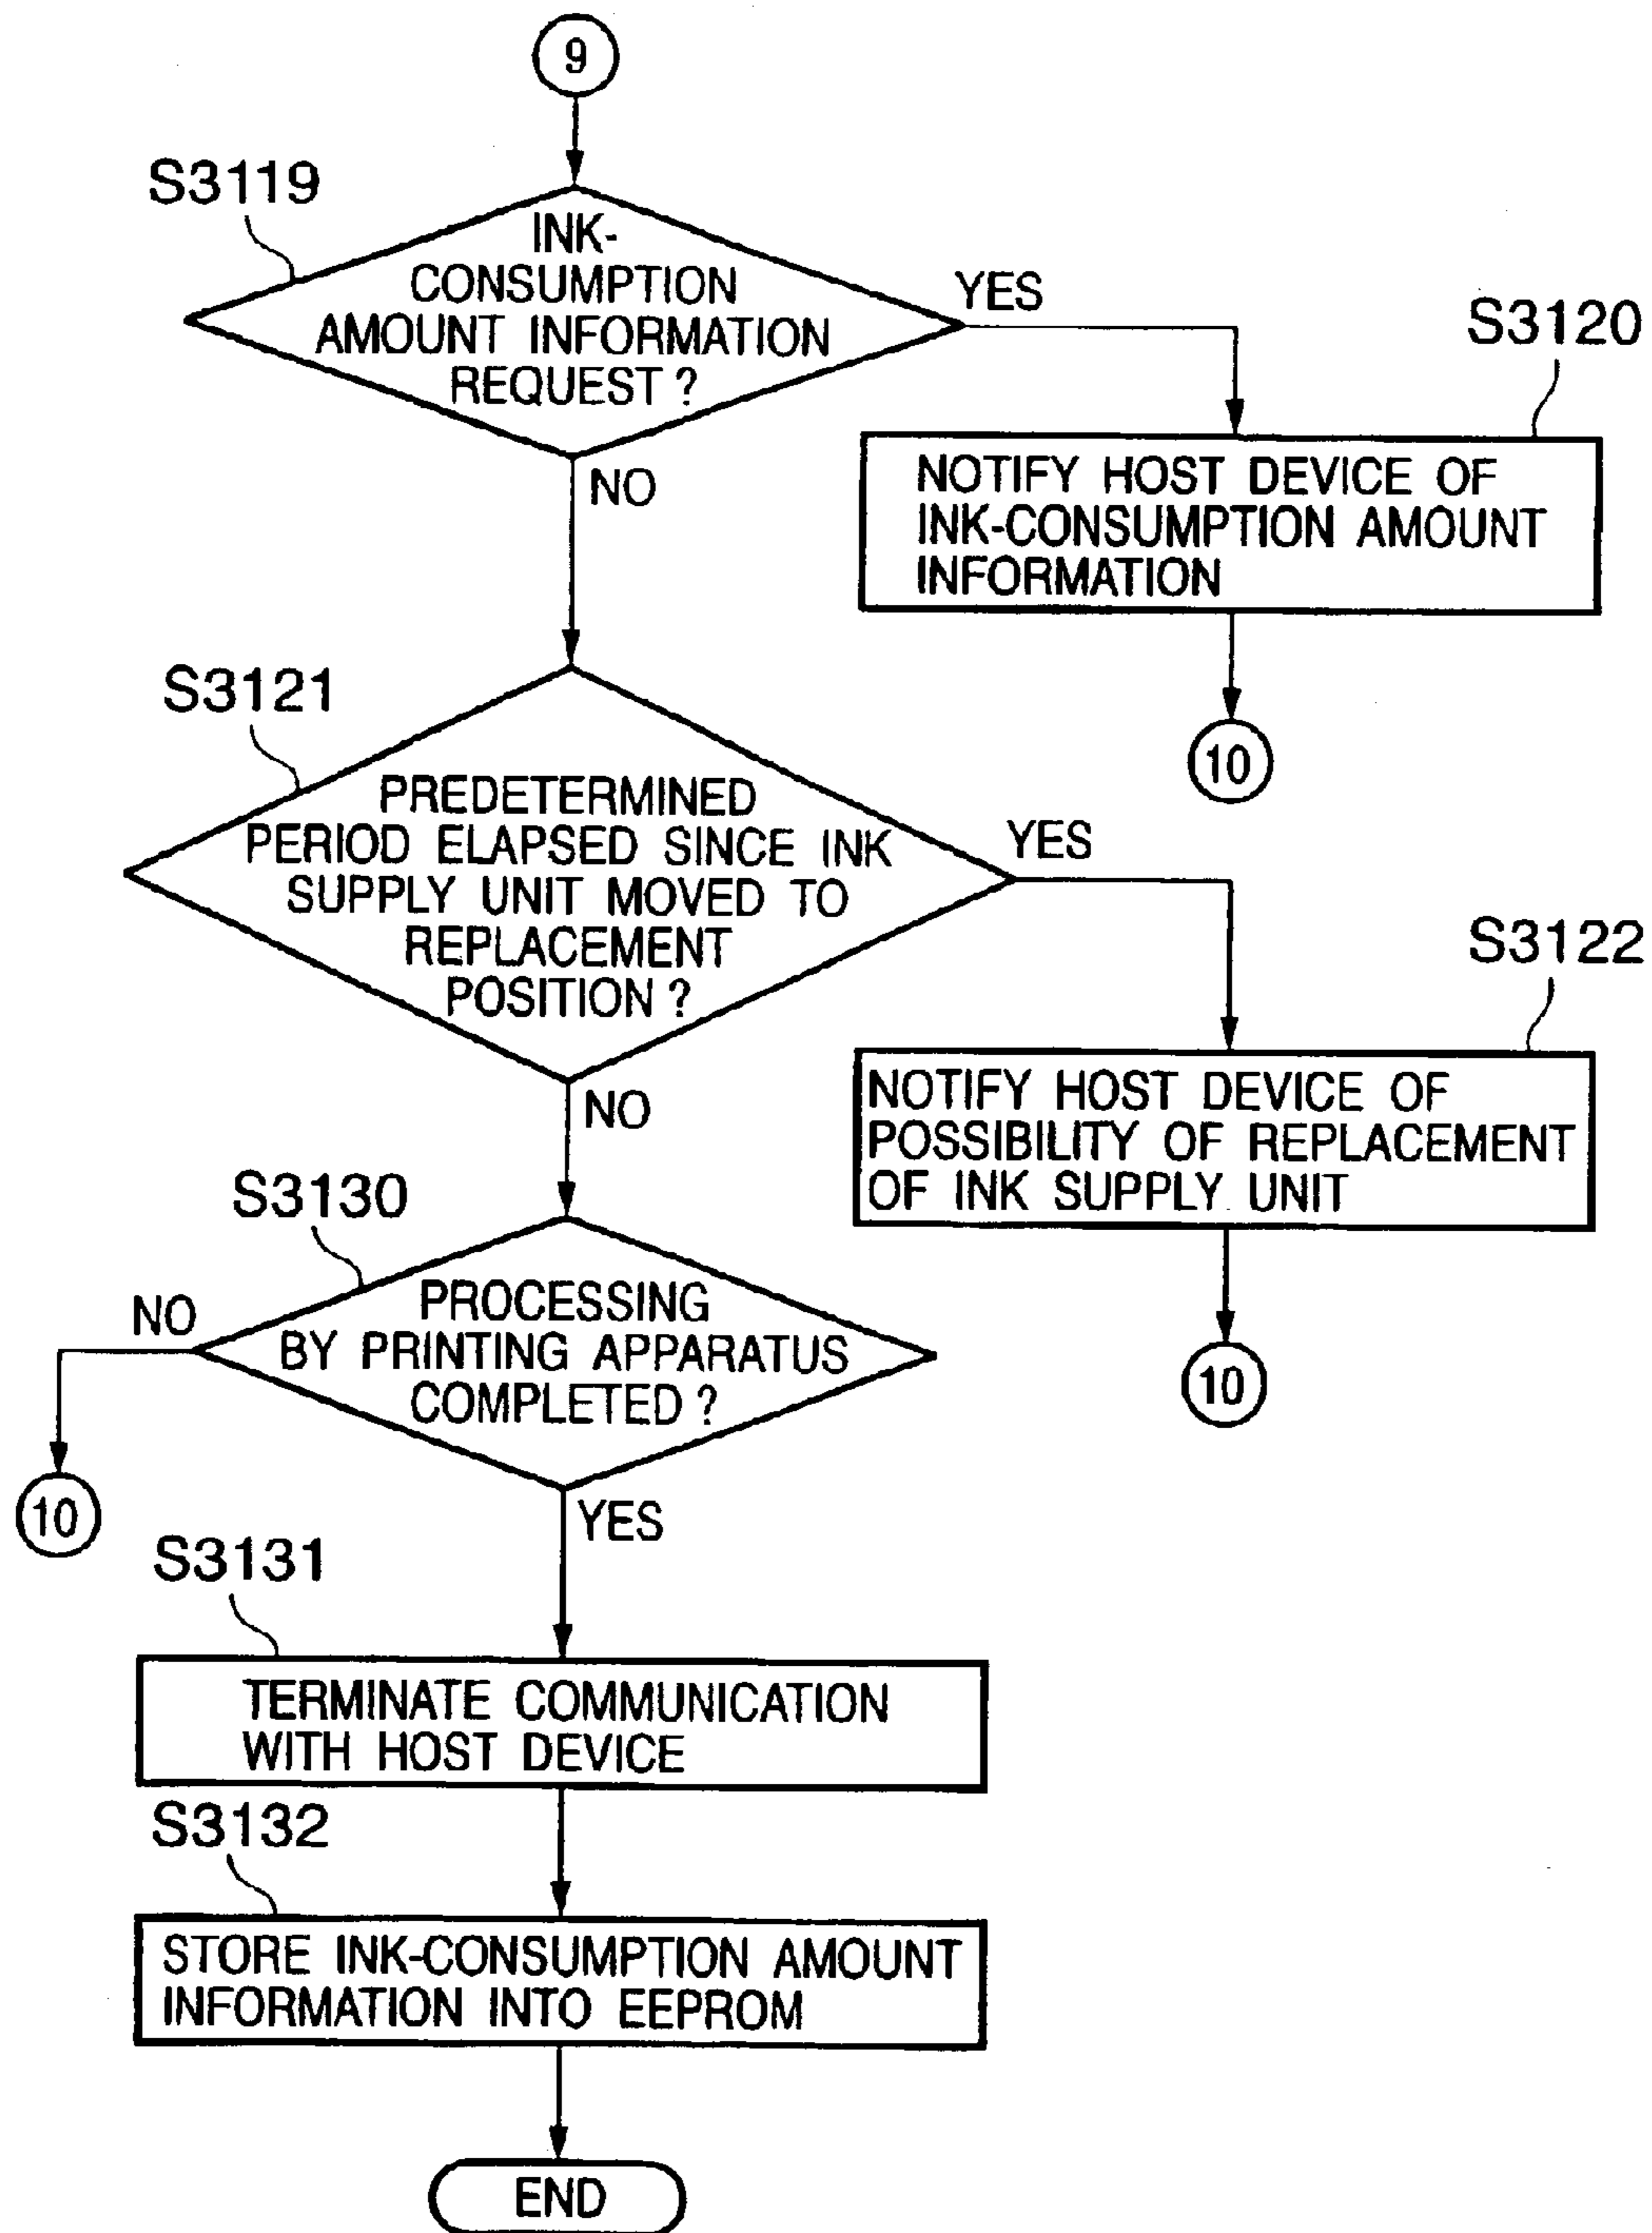 9
S3119
INK-
CONSUMPTION
AMOUNT INFORMATION
REQUEST?
YES
NO
S3120
NOTIFY HOST DEVICE OF
INK-CONSUMPTION AMOUNT
INFORMATION
10
S3121
PREDETERMINED
PERIOD ELAPSED SINCE INK
SUPPLY UNIT MOVED TO
REPLACEMENT
POSITION?
YES
NO
S3122
NOTIFY HOST DEVICE OF
POSSIBILITY OF REPLACEMENT
OF INK SUPPLY UNIT
10
S3130
PROCESSING
BY PRINTING APPARATUS
COMPLETED?
NO
10
YES
S3131
TERMINATE COMMUNICATION
WITH HOST DEVICE
S3132
STORE INK-CONSUMPTION AMOUNT
INFORMATION INTO EEPROM
END